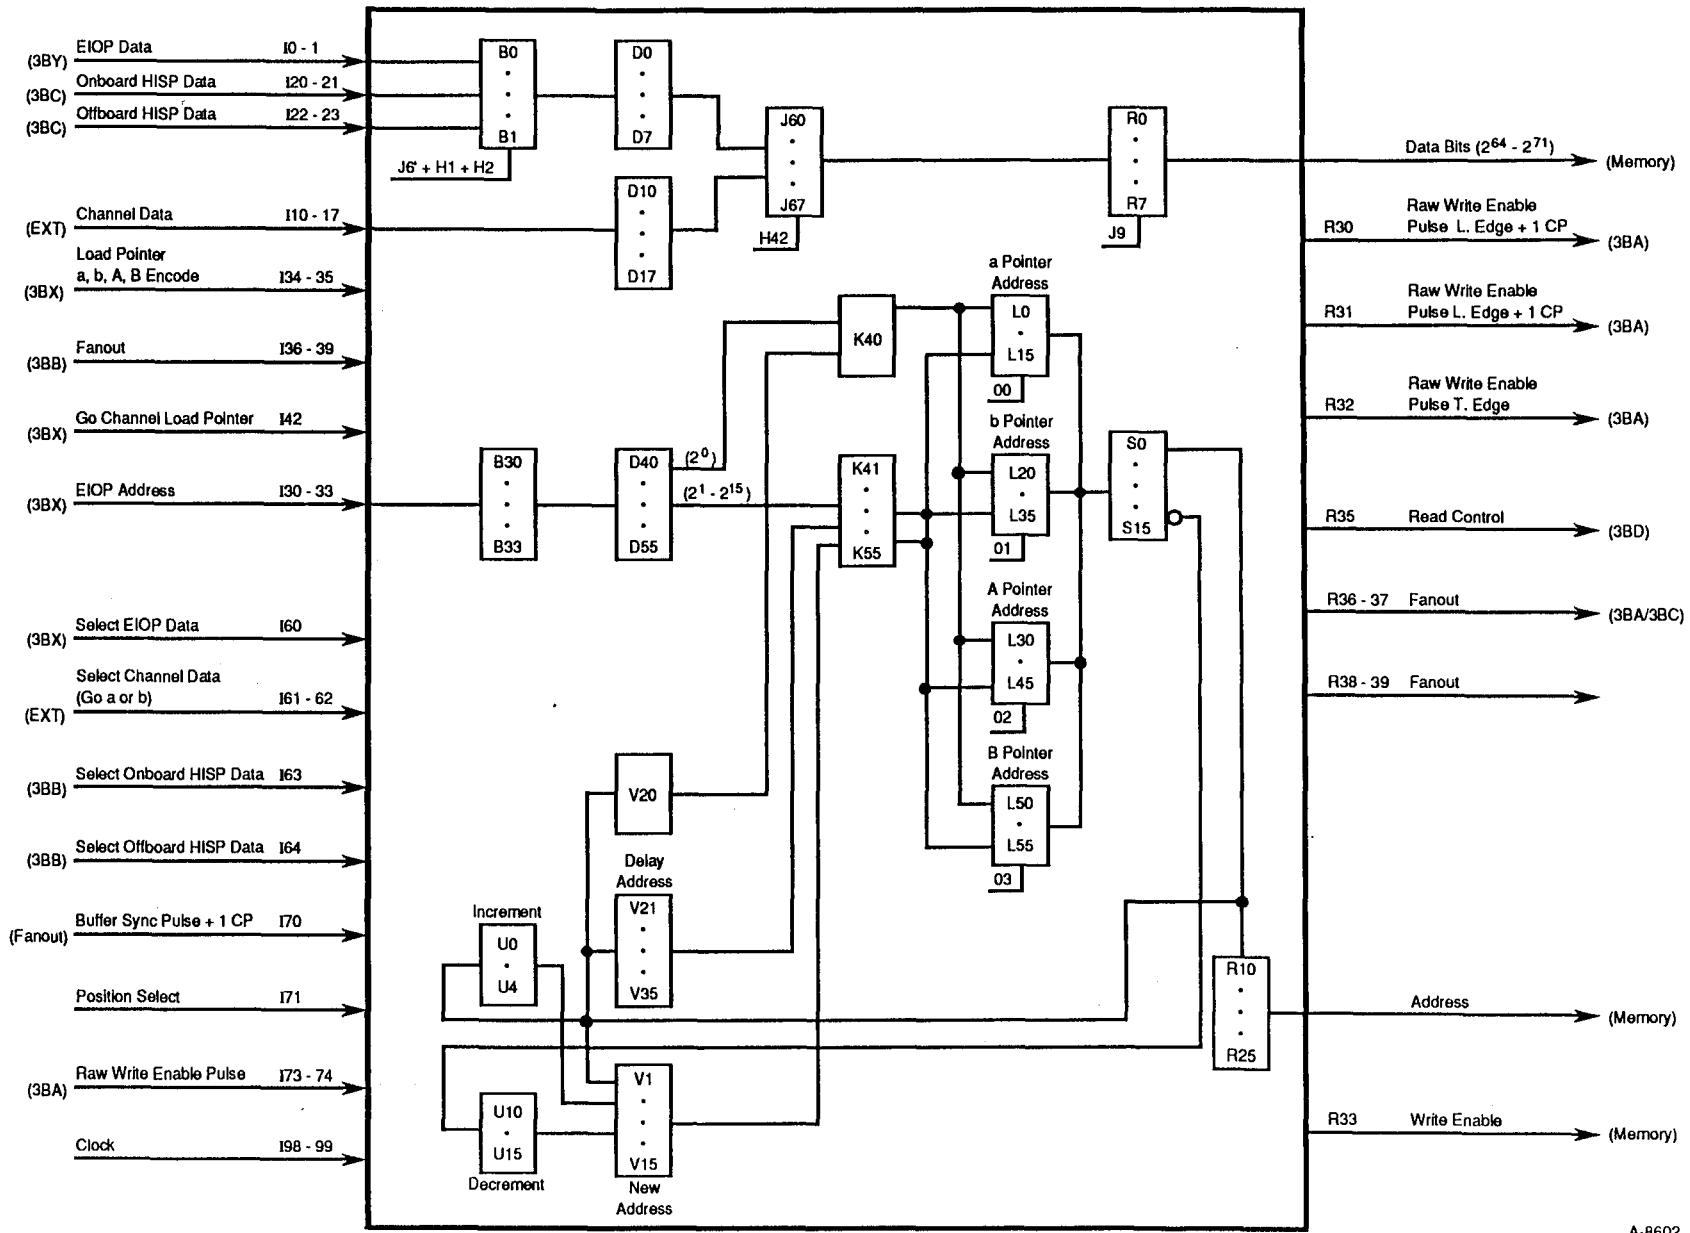 (3BY) EIOP Data I0 - 1
(3BC) Onboard HISP Data I20 - 21
(3BC) Offboard HISP Data I22 - 23
(EXT) Channel Data I10 - 17
Load Pointer
(3BX) a, b, A, B Encode I34 - 35
(3BB) Fanout I36 - 39
(3BX) Go Channel Load Pointer I42
(3BX) EIOP Address I30 - 33
(3BX) Select EIOP Data I60
Select Channel Data
(EXT) (Go a or b) I61 - 62
(3BB) Select Onboard HISP Data I63
(3BB) Select Offboard HISP Data I64
(Fanout) Buffer Sync Pulse + 1 CP I70
Position Select I71
(3BA) Raw Write Enable Pulse I73 - 74
Clock I98 - 99
B0
B1
J6' + H1 + H2
D0
D7
D10
D17
J60
J67
H42
R0
R7
J9
B30
B33
D40
D55
(2^0)
(2^1 - 2^15)
K40
K41
K55
a Pointer
Address
L0
L15
00
b Pointer
Address
L20
L35
01
A Pointer
Address
L30
L45
02
B Pointer
Address
L50
L55
03
S0
S15
V20
Delay
Address
V21
V35
Increment
U0
U4
U10
U15
Decrement
V1
V15
New
Address
R10
R25
Data Bits (2^64 - 2^71) (Memory)
Raw Write Enable
R30 Pulse L. Edge + 1 CP (3BA)
Raw Write Enable
R31 Pulse L. Edge + 1 CP (3BA)
Raw Write Enable
R32 Pulse T. Edge (3BA)
R35 Read Control (3BD)
R36 - 37 Fanout (3BA/3BC)
R38 - 39 Fanout
Address (Memory)
R33 Write Enable (Memory)
A-8602